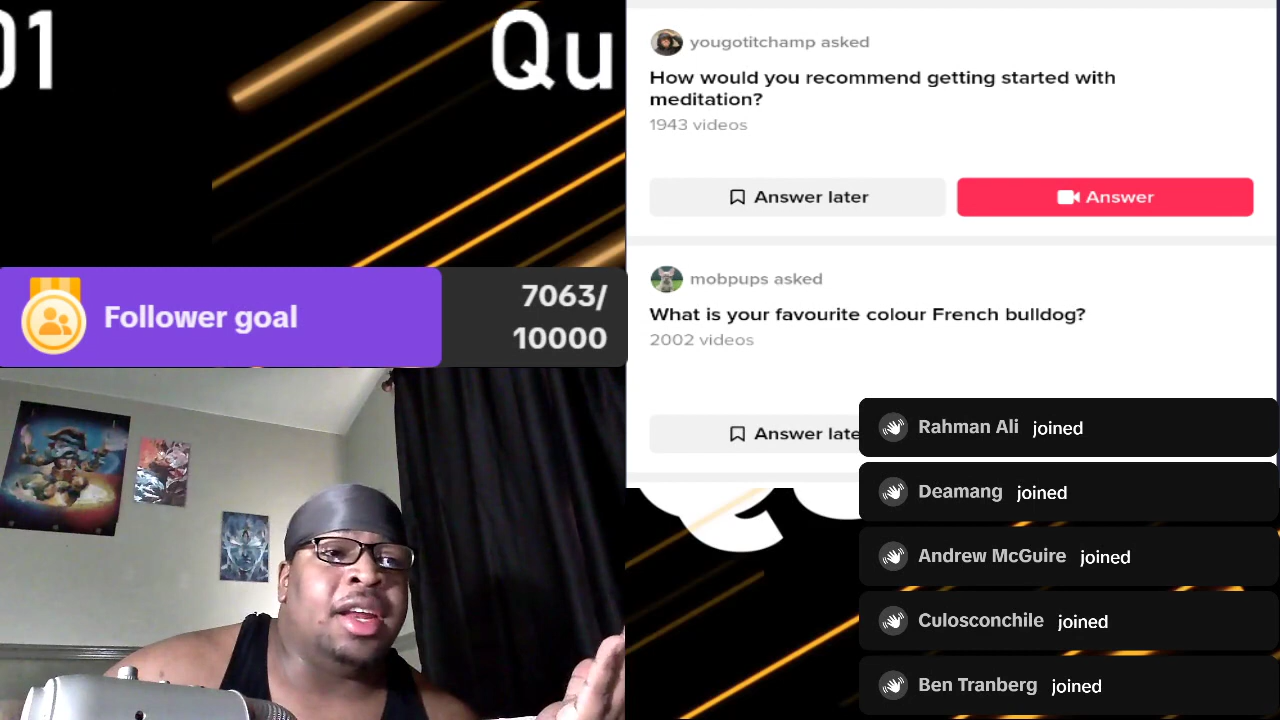 01
Qu
yougotitchamp asked
How would you recommend getting started with
meditation?
1943 videos
Answer later
Answer
mobpups asked
What is your favourite colour French bulldog?
2002 videos
Answer late
Follower goal
7063/
10000
Rahman Ali joined
Deamang joined
Andrew McGuire joined
Culosconchile joined
Ben Tranberg joined